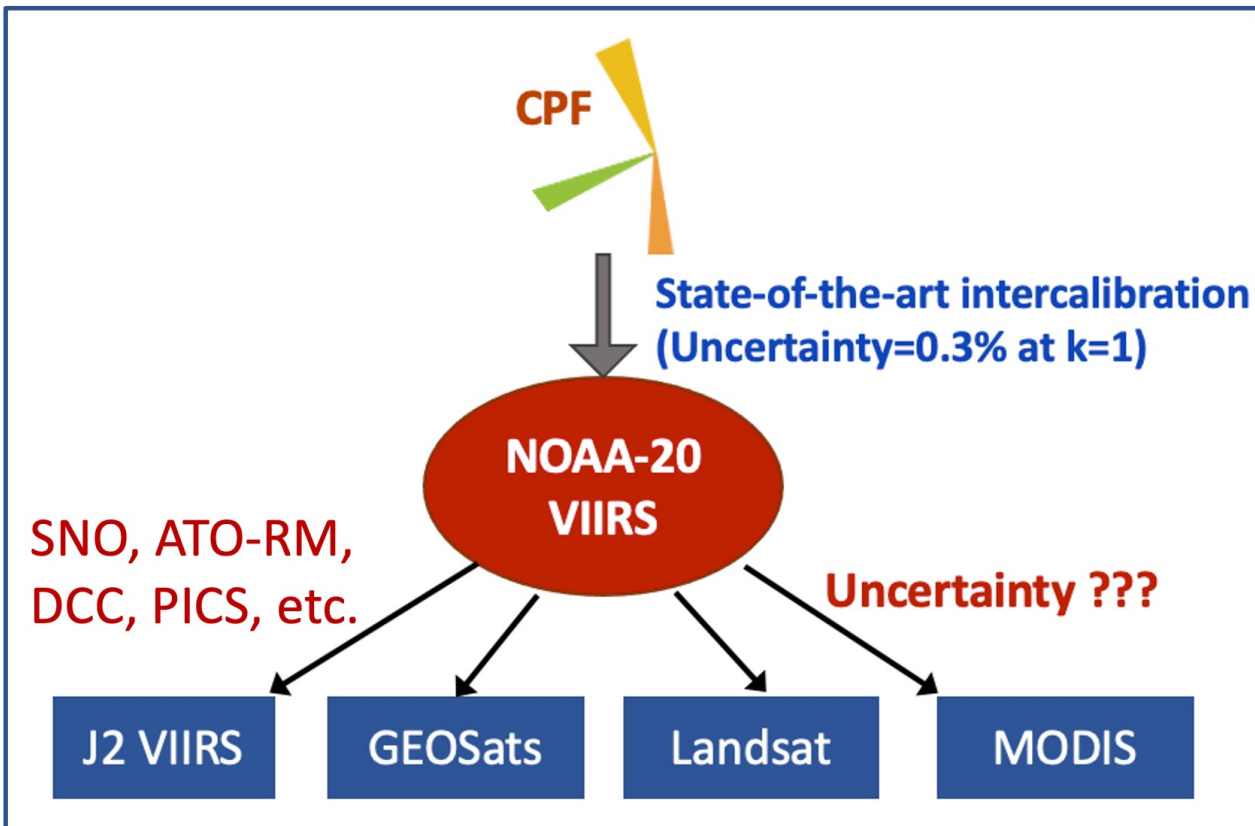 CPF
State-of-the-art intercalibration
(Uncertainty=0.3% at k=1)
NOAA-20
VIIRS
SNO, ATO-RM,
DCC, PICS, etc.
Uncertainty ???
J2 VIIRS
GEOSats
Landsat
MODIS